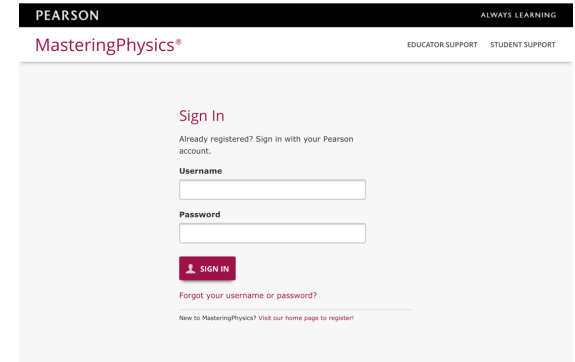 PEARSON
ALWAYS LEARNING
MasteringPhysics®
EDUCATOR SUPPORT
STUDENT SUPPORT
Sign In
Already registered? Sign in with your Pearson
account.
Username
Password
SIGN IN
Forgot your username or password?
New to MasteringPhysics? Visit our home page to register!